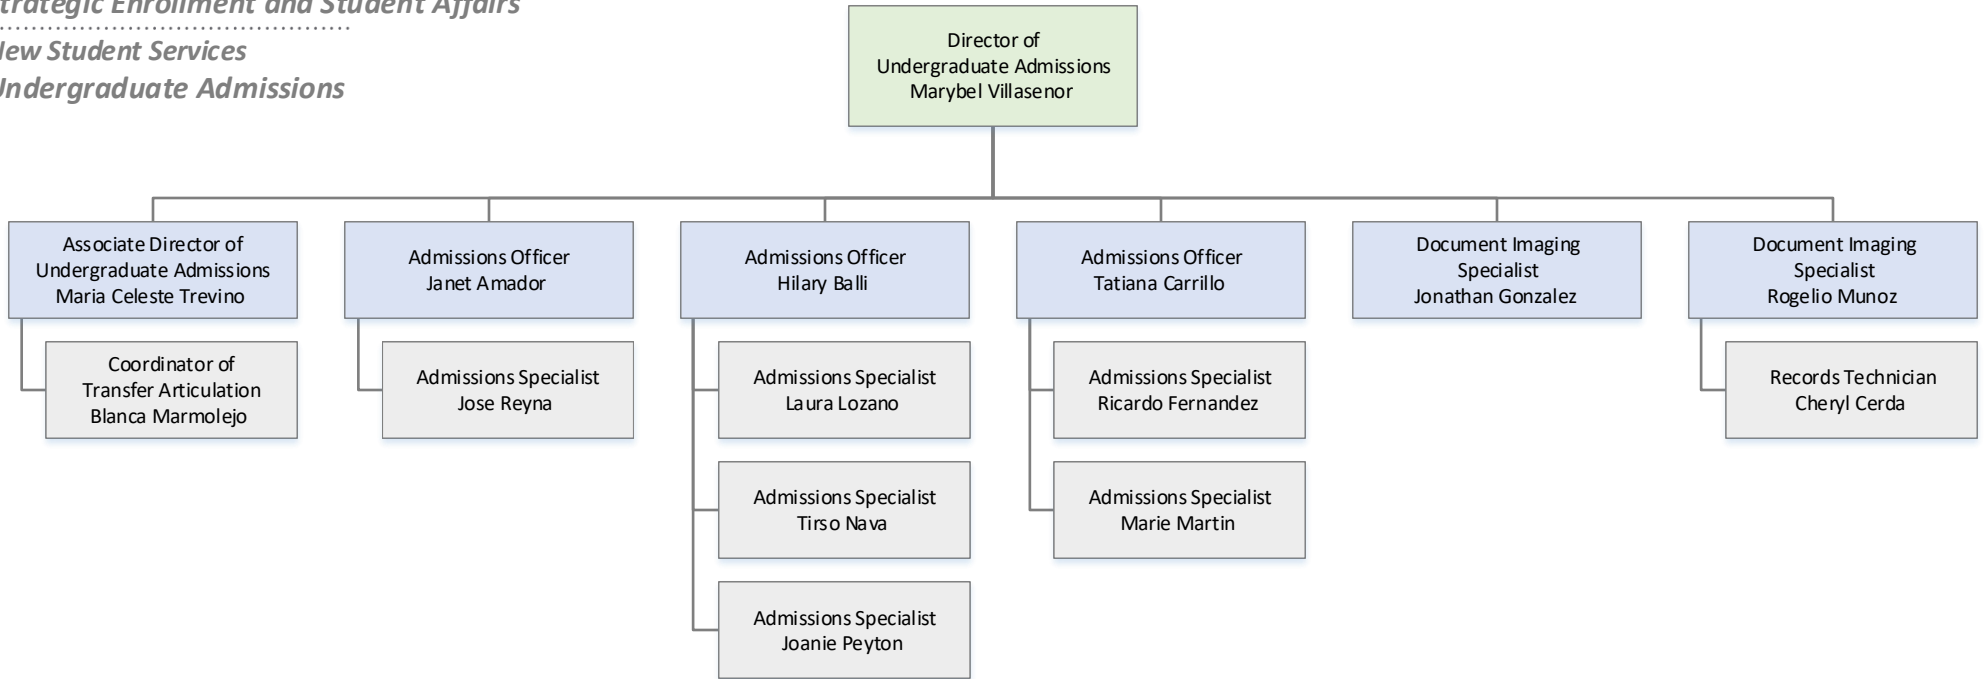 trategic Enrollment and Student Affairs
New Student Services
Undergraduate Admissions
Director of
Undergraduate Admissions
Marybel Villasenor
Associate Director of
Undergraduate Admissions
Maria Celeste Trevino
Admissions Officer
Janet Amador
Admissions Officer
Hilary Balli
Admissions Officer
Tatiana Carrillo
Document Imaging
Specialist
Jonathan Gonzalez
Document Imaging
Specialist
Rogelio Munoz
Coordinator of
Transfer Articulation
Blanca Marmolejo
Admissions Specialist
Jose Reyna
Admissions Specialist
Laura Lozano
Admissions Specialist
Ricardo Fernandez
Records Technician
Cheryl Cerda
Admissions Specialist
Tirso Nava
Admissions Specialist
Marie Martin
Admissions Specialist
Joanie Peyton